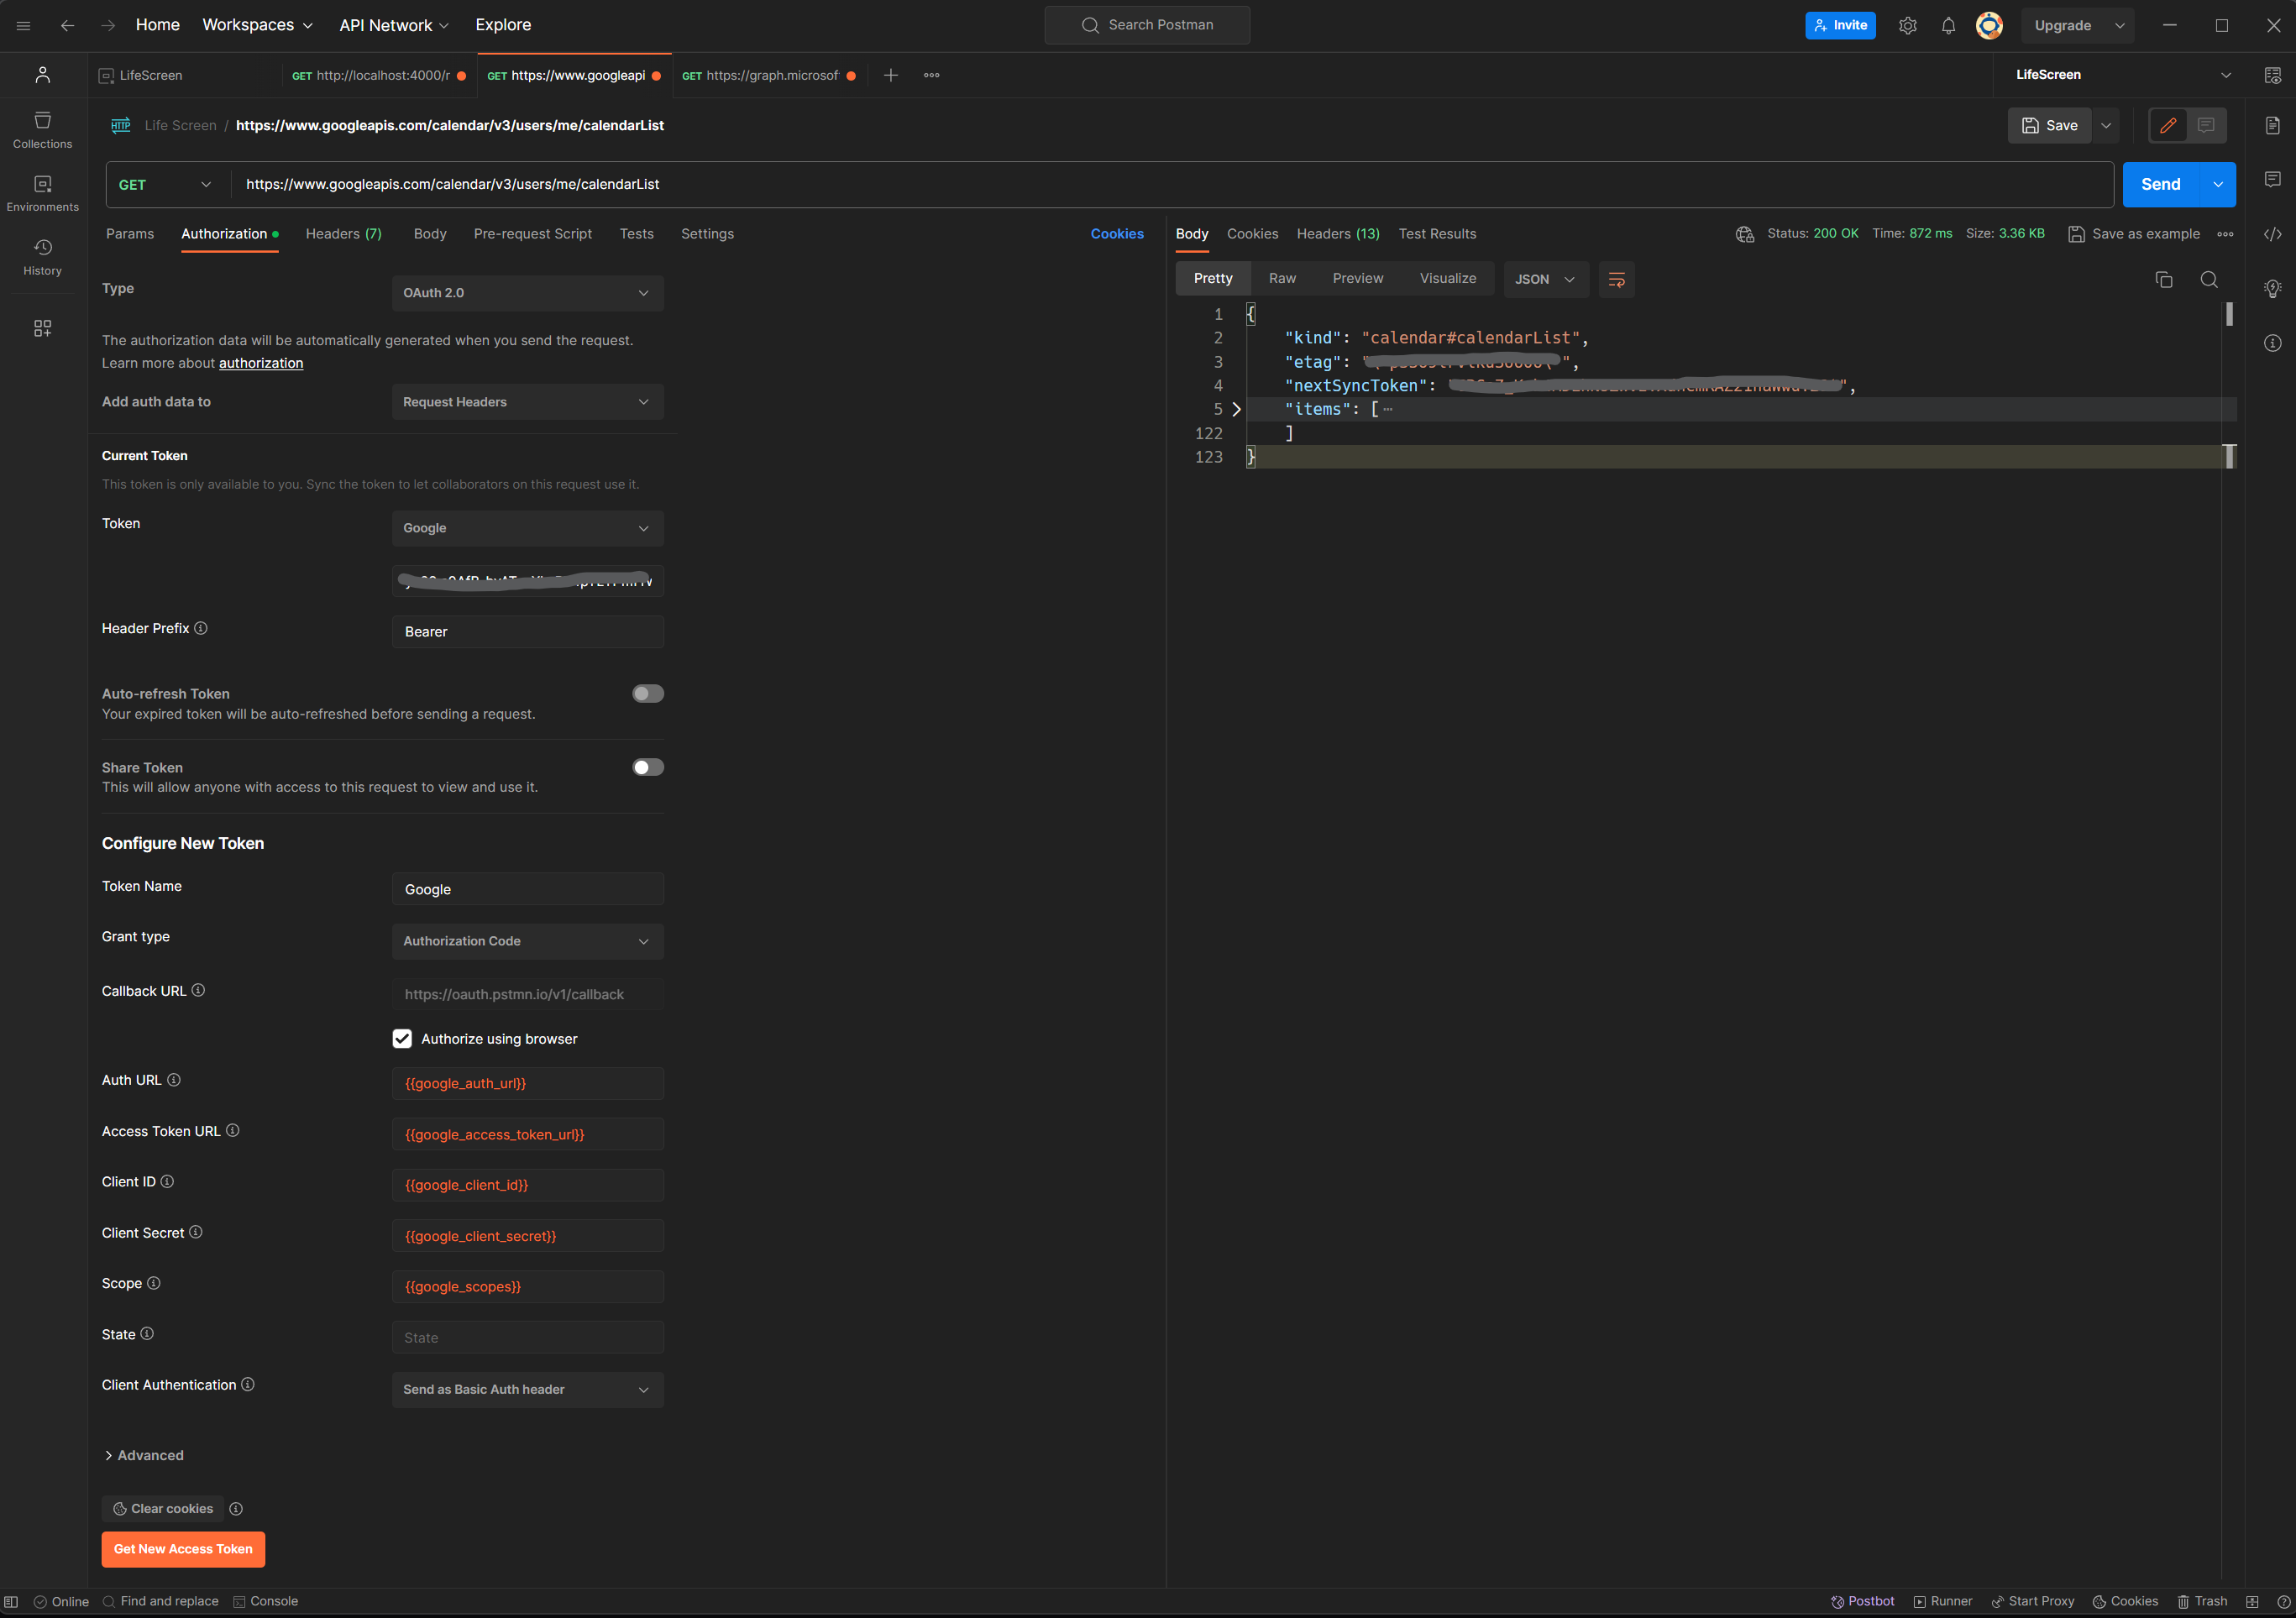 Home Workspaces API Network Explore Search Postman Invite Upgrade
LifeScreen GET http://localhost:4000/r GET https://www.googleapi GET https://graph.microsof LifeScreen
HTTP Life Screen / https://www.googleapis.com/calendar/v3/users/me/calendarList Save
GET https://www.googleapis.com/calendar/v3/users/me/calendarList Send
Collections
Environments
History
Params Authorization Headers (7) Body Pre-request Script Tests Settings Cookies
Type OAuth 2.0
The authorization data will be automatically generated when you send the request.
Learn more about authorization
Add auth data to Request Headers
Current Token
This token is only available to you. Sync the token to let collaborators on this request use it.
Token Google
Header Prefix Bearer
Auto-refresh Token
Your expired token will be auto-refreshed before sending a request.
Share Token
This will allow anyone with access to this request to view and use it.
Configure New Token
Token Name Google
Grant type Authorization Code
Callback URL https://oauth.pstmn.io/v1/callback
Authorize using browser
Auth URL {{google_auth_url}}
Access Token URL {{google_access_token_url}}
Client ID {{google_client_id}}
Client Secret {{google_client_secret}}
Scope {{google_scopes}}
State State
Client Authentication Send as Basic Auth header
Advanced
Clear cookies
Get New Access Token
Body Cookies Headers (13) Test Results Status: 200 OK Time: 872 ms Size: 3.36 KB Save as example
Pretty Raw Preview Visualize JSON
1 {
2 "kind": "calendar#calendarList",
3 "etag": ",
4 "nextSyncToken": ",
5 "items": [
122 ]
123 }
Online Find and replace Console Postbot Runner Start Proxy Cookies Trash